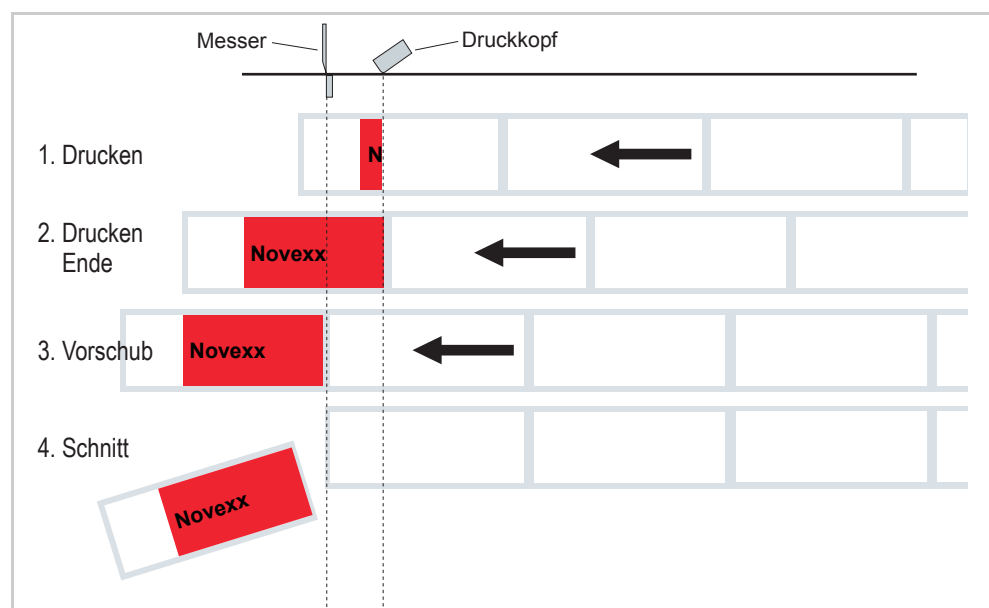 Messer
Druckkopf
1. Drucken
N
2. Drucken
Ende
Novexx
3. Vorschub
Novexx
4. Schnitt
Novexx